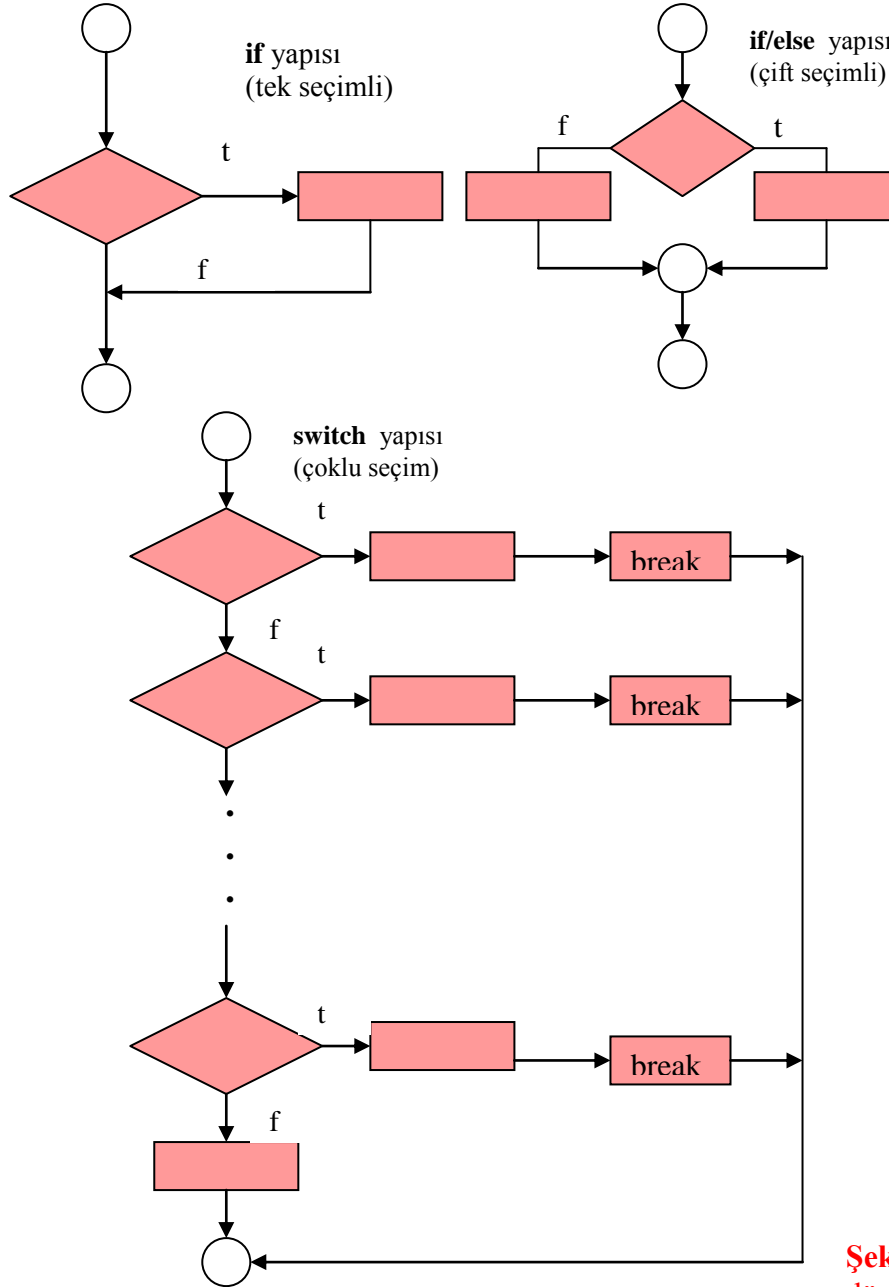 if yapısı
(tek seçimli)
t
f
if/else yapısı
(çift seçimli)
f
t
switch yapısı
(çoklu seçim)
t
break
f
t
break
t
break
f